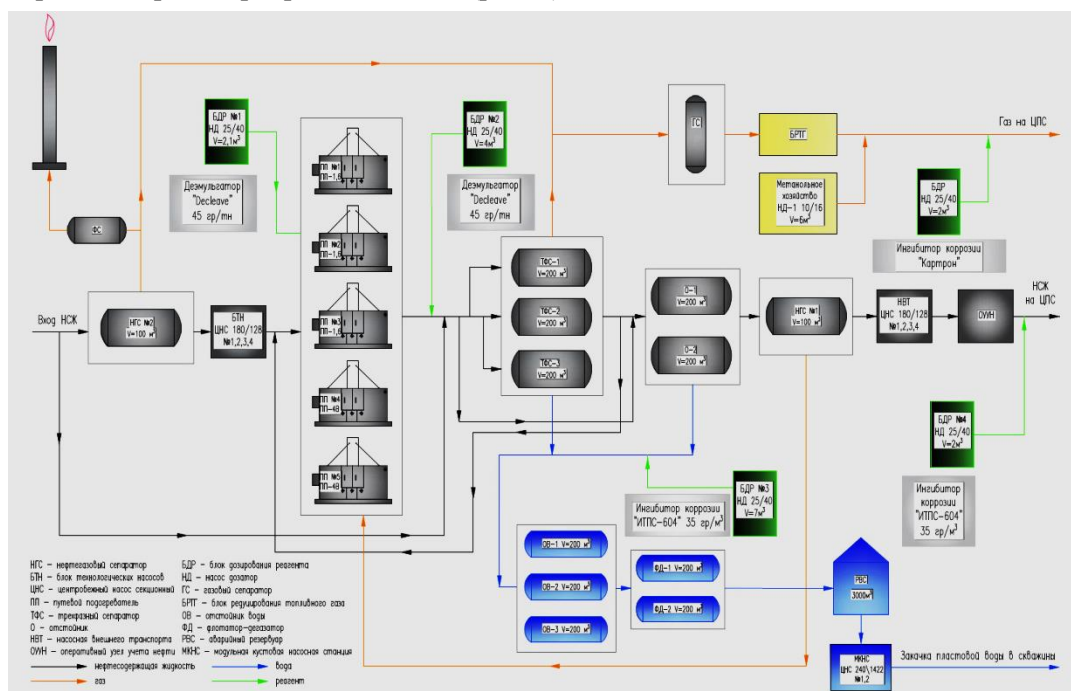 БДР №1
НД 25/40
V=2,1м³
Деэмульгатор
"Decleave"
45 гр/тн
ФС
Вход НСЖ
НГС №2
V=100 м³
БТН
ЦНС 180/128
№1,2,3,4
ПП №1
ПП-1,6
ПП №2
ПП-1,6
ПП №3
ПП-1,6
ПП №4
ПП-4В
ПП №5
ПП-4В
БДР №2
НД 25/40
V=4м³
Деэмульгатор
"Decleave"
45 гр/тн
ТФС-1
V=200 м³
ТФС-2
V=200 м³
ТФС-3
V=200 м³
О-1
V=200 м³
О-2
V=200 м³
ГС
БРТГ
Метанольное
хозяйство
НД-1 10/16
V=6м³
Газ на ЦПС
БДР
НД 25/40
V=2м³
Ингибитор коррозии
"Картрон"
НГС №1
V=100 м³
НВТ
ЦНС 180/128
№1,2,3,4
ОУУН
НСЖ
на ЦПС
БДР №4
НД 25/40
V=2м³
Ингибитор
коррозии
"ИТПС-604"
35 гр/м³
Ингибитор коррозии
"ИТПС-604" 35 гр/м³
БДР №3
НД 25/40
V=7м³
ОВ-1 V=200 м³
ОВ-2 V=200 м³
ОВ-3 V=200 м³
ФД-1 V=200 м³
ФД-2 V=200 м³
РВС
3000м³
МКНС
ЦНС 240\1422
№1,2
Закачка пластовой воды в скважины
НГС – нефтегазовый сепаратор
БТН – блок технологических насосов
ЦНС – центробежный насос секционный
ПП – путевой подогреватель
ТФС – трехразный сепаратор
О – отстойник
НВТ – насосная внешнего транспорта
ОУУН – оперативный узел учета нефти
БДР – блок дозирования реагента
НД – насос дозатор
ГС – газовый сепаратор
БРТГ – блок редуцирования топливного газа
ОВ – отстойник воды
ФД – флотатор-дегазатор
РВС – аварийный резервуар
МКНС – модульная кустовая насосная станция
нефтесодержащая жидкость
вода
газ
реагент